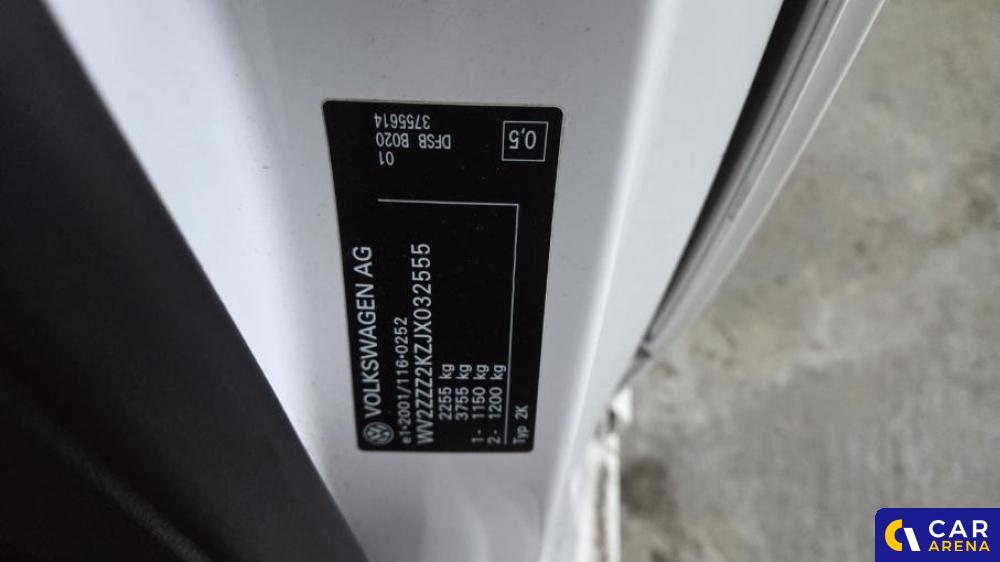 VOLKSWAGEN AG
e1*2001/116*0252
WV2ZZZ2KZJX032555
2255 kg
3755 kg
1- 1150 kg
2- 1200 kg
Typ 2K
01
DFSB B020
3755614
0,5
CAR
ARENA